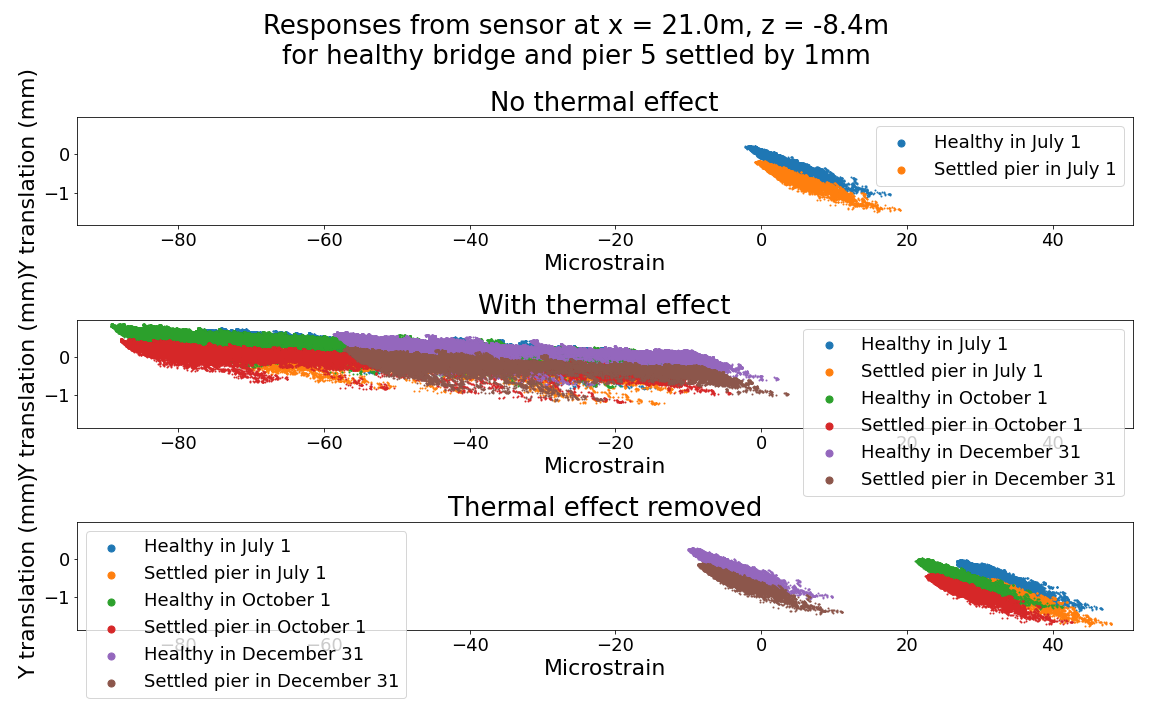 Responses from sensor at x = 21.0m, z = -8.4m
for healthy bridge and pier 5 settled by 1mm
No thermal effect
Y translation (mm)
0
−1
Healthy in July 1
Settled pier in July 1
−80
−60
−40
−20
0
20
40
Microstrain
With thermal effect
Y translation (mm)
0
−1
Healthy in July 1
Settled pier in July 1
Healthy in October 1
Settled pier in October 1
Healthy in December 31
Settled pier in December 31
−80
−60
−40
−20
0
20
40
Microstrain
Thermal effect removed
Y translation (mm)
0
−1
Healthy in July 1
Settled pier in July 1
Healthy in October 1
Settled pier in October 1
Healthy in December 31
Settled pier in December 31
−80
−60
−40
−20
0
20
40
Microstrain